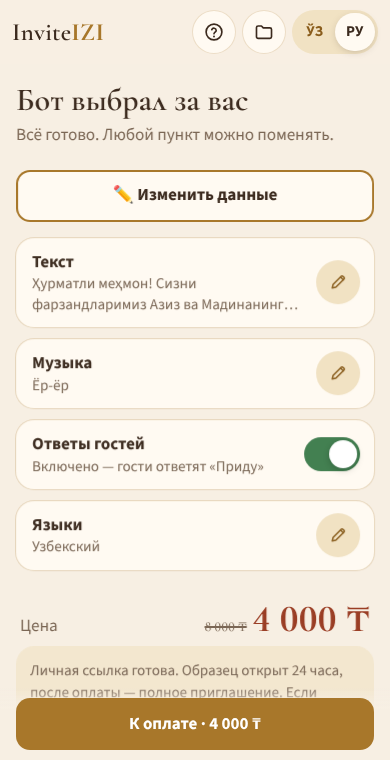 InviteIZI
ЎЗ
РУ
Бот выбрал за вас
Всё готово. Любой пункт можно поменять.
✏️ Изменить данные
Текст
Ҳурматли меҳмон! Сизни
фарзандларимиз Азиз ва Мадинанинг…
Музыка
Ёр-ёр
Ответы гостей
Включено — гости ответят «Приду»
Языки
Узбекский
Цена
8 000 ₸ 4 000 ₸
Личная ссылка готова. Образец открыт 24 часа,
после оплаты — полное приглашение. Если
К оплате · 4 000 ₸